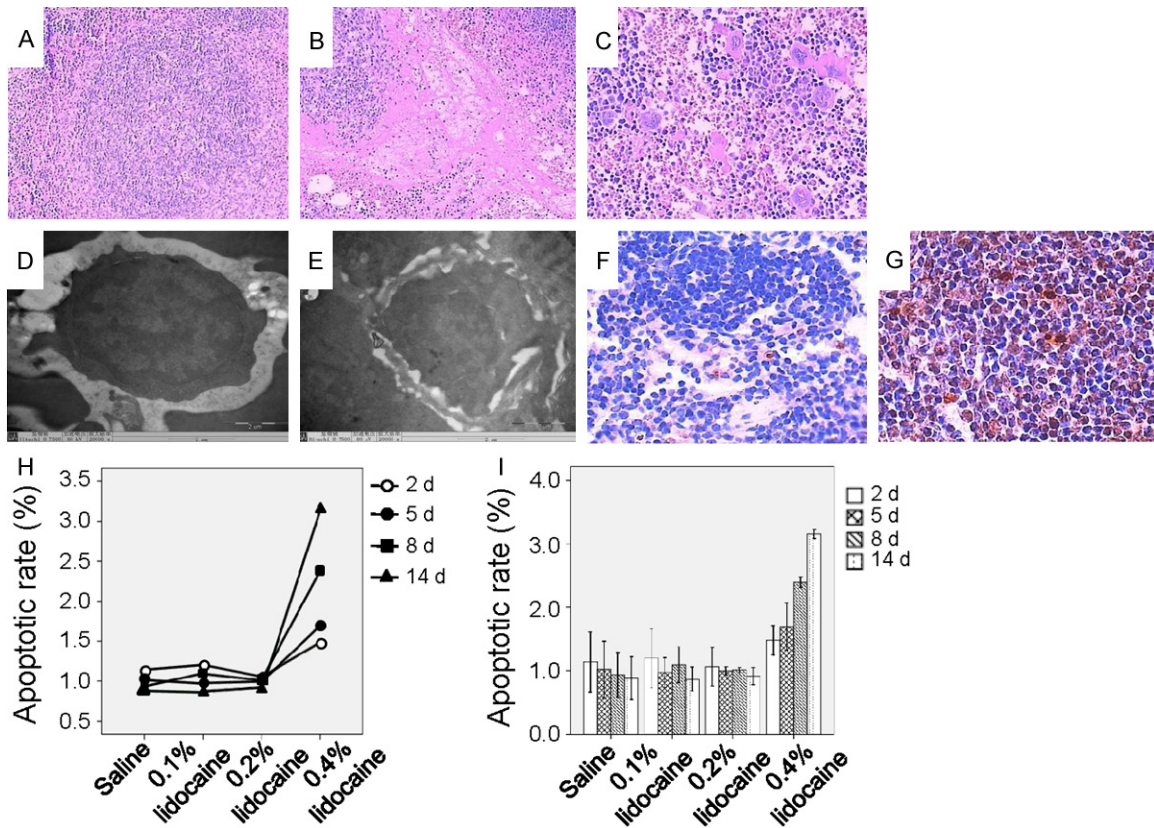 A
B
C
D
E
F
G
2 μm
H
Apoptotic rate (%)
3.5
3.0
2.5
2.0
1.5
1.0
0.5
Saline
0.1%
lidocaine
0.2%
lidocaine
0.4%
lidocaine
2 d
5 d
8 d
14 d
I
Apoptotic rate (%)
4.0
3.0
2.0
1.0
0.0
Saline
0.1%
lidocaine
0.2%
lidocaine
0.4%
lidocaine
2 d
5 d
8 d
14 d